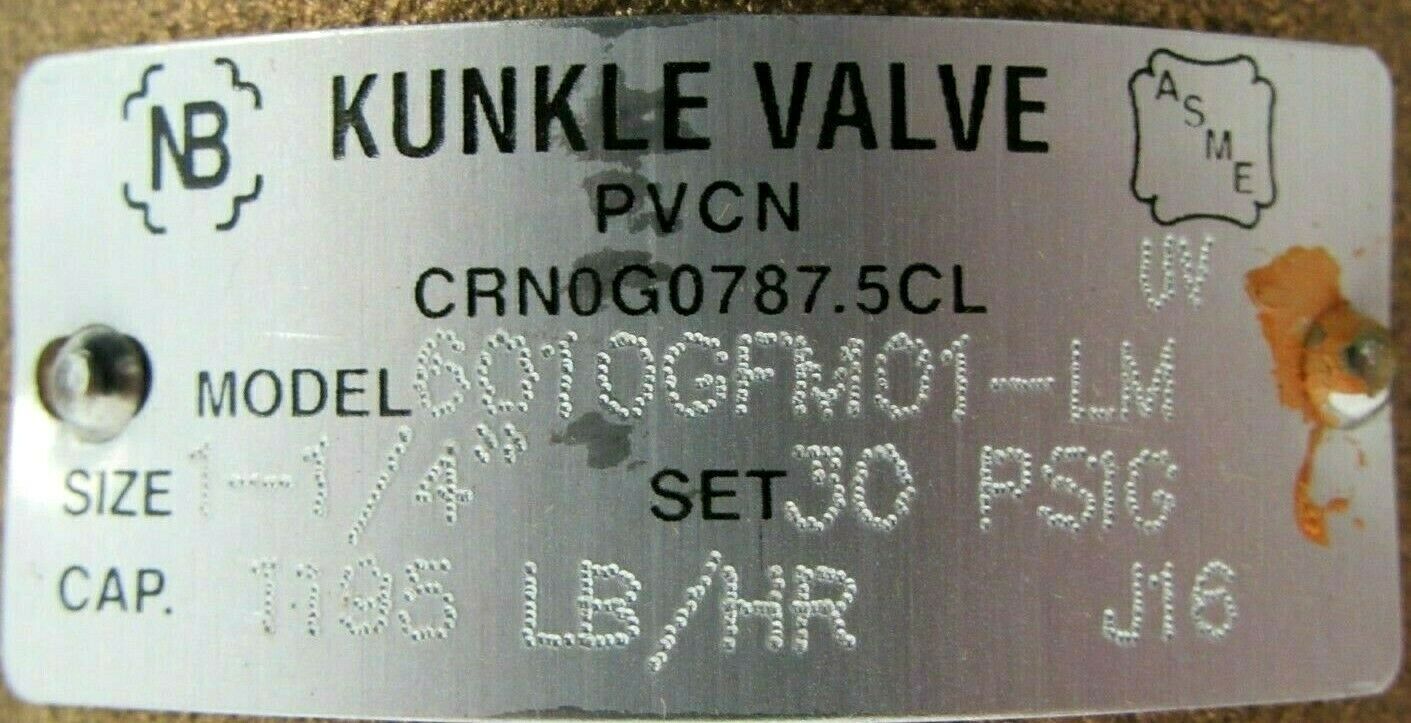 NB KUNKLE VALVE ASME
PVCN
UV
CRN0G0787.5CL
MODEL 6010GFM01-LM
SIZE 1-1/4" SET 30 PSIG
CAP. 1195 LB/HR J16